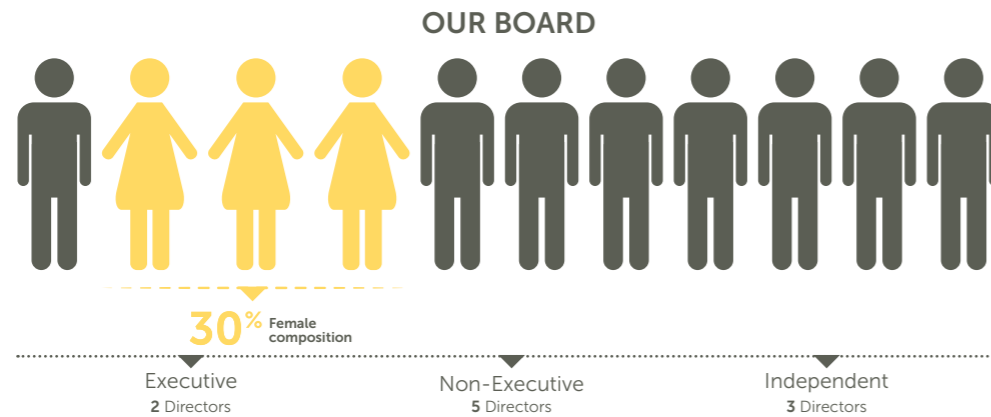 OUR BOARD
30% Female
composition
Executive
2 Directors
Non-Executive
5 Directors
Independent
3 Directors